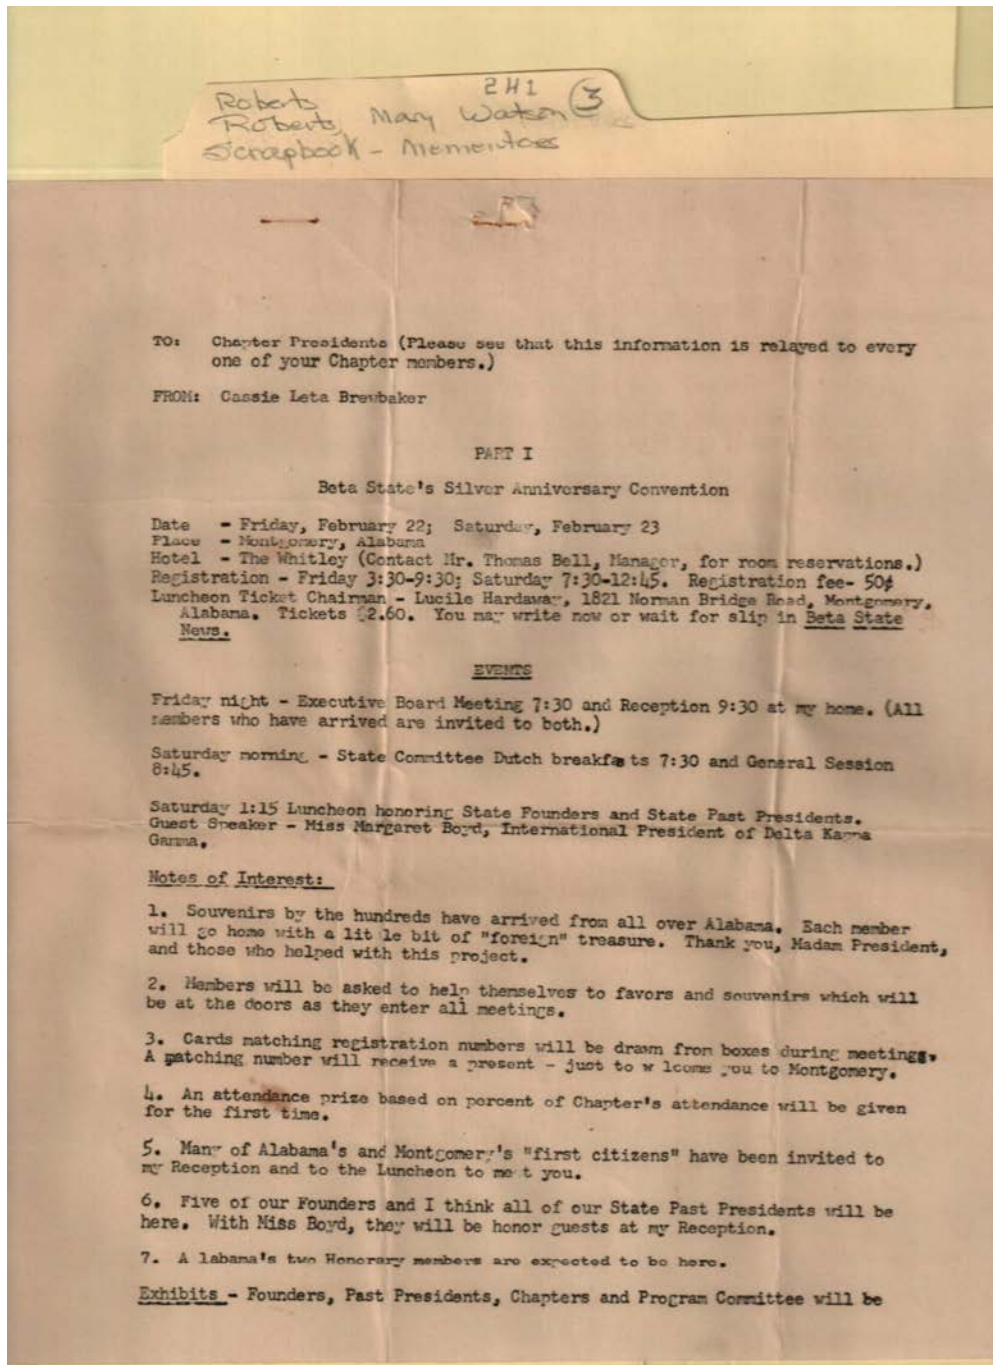 2H1 3
Roberts
Roberts, Mary Watson
Scrapbook - Mementoes
TO: Chapter Presidents (Please see that this information is relayed to every
one of your Chapter members.)
FROM: Cassie Leta Brewbaker
PART I
Beta State's Silver Anniversary Convention
Date - Friday, February 22; Saturday, February 23
Place - Montgomery, Alabama
Hotel - The Whitley (Contact Mr. Thomas Bell, Manager, for room reservations.)
Registration - Friday 3:30-9:30; Saturday 7:30-12:45. Registration fee- 50¢
Luncheon Ticket Chairman - Lucile Hardaway, 1821 Norman Bridge Road, Montgomery,
Alabama. Tickets $2.60. You may write now or wait for slip in Beta State
News.
EVENTS
Friday night - Executive Board Meeting 7:30 and Reception 9:30 at my home. (All
members who have arrived are invited to both.)
Saturday morning - State Committee Dutch breakfasts 7:30 and General Session
8:45.
Saturday 1:15 Luncheon honoring State Founders and State Past Presidents.
Guest Speaker - Miss Margaret Boyd, International President of Delta Kappa
Gamma.
Notes of Interest:
1. Souvenirs by the hundreds have arrived from all over Alabama. Each member
will go home with a lit le bit of "foreign" treasure. Thank you, Madam President,
and those who helped with this project.
2. Members will be asked to help themselves to favors and souvenirs which will
be at the doors as they enter all meetings.
3. Cards matching registration numbers will be drawn from boxes during meetings.
A matching number will receive a present - just to w lcome you to Montgomery.
4. An attendance prize based on percent of Chapter's attendance will be given
for the first time.
5. Many of Alabama's and Montgomery's "first citizens" have been invited to
my Reception and to the Luncheon to me t you.
6. Five of our Founders and I think all of our State Past Presidents will be
here. With Miss Boyd, they will be honor guests at my Reception.
7. A labama's two Honorary members are expected to be here.
Exhibits - Founders, Past Presidents, Chapters and Program Committee will be